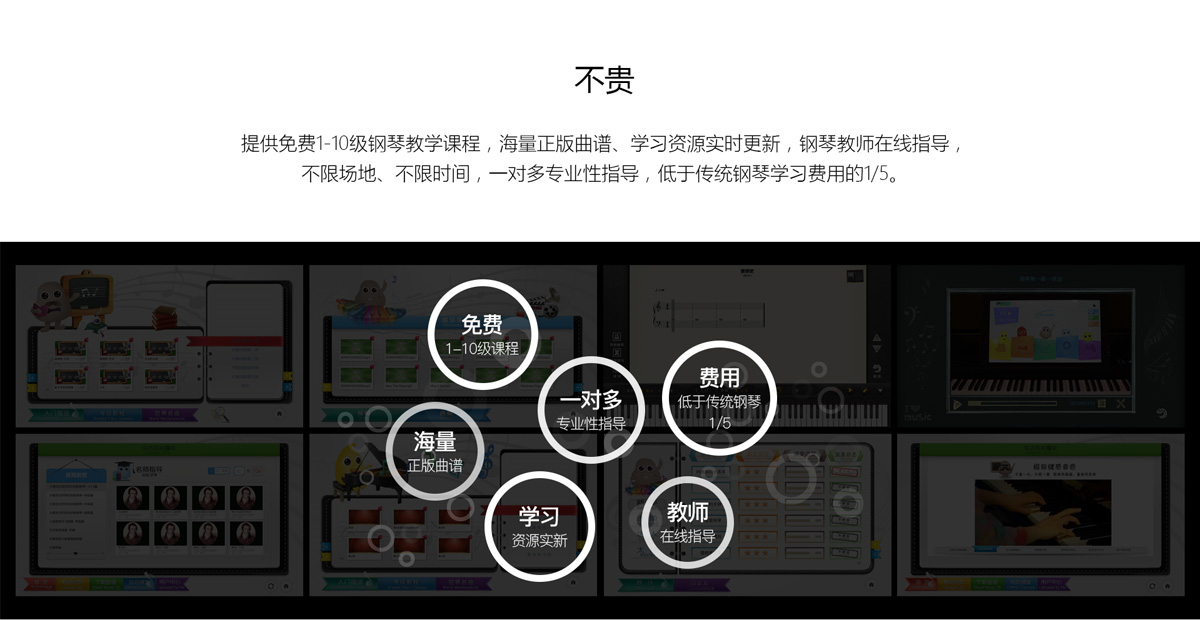 不贵
提供免费1-10级钢琴教学课程，海量正版曲谱、学习资源实时更新，钢琴教师在线指导，
不限场地、不限时间，一对多专业性指导，低于传统钢琴学习费用的1/5。
免费
1-10级课程
一对多
专业性指导
费用
低于传统钢琴
1/5
海量
正版曲谱
学习
资源实新
教师
在线指导